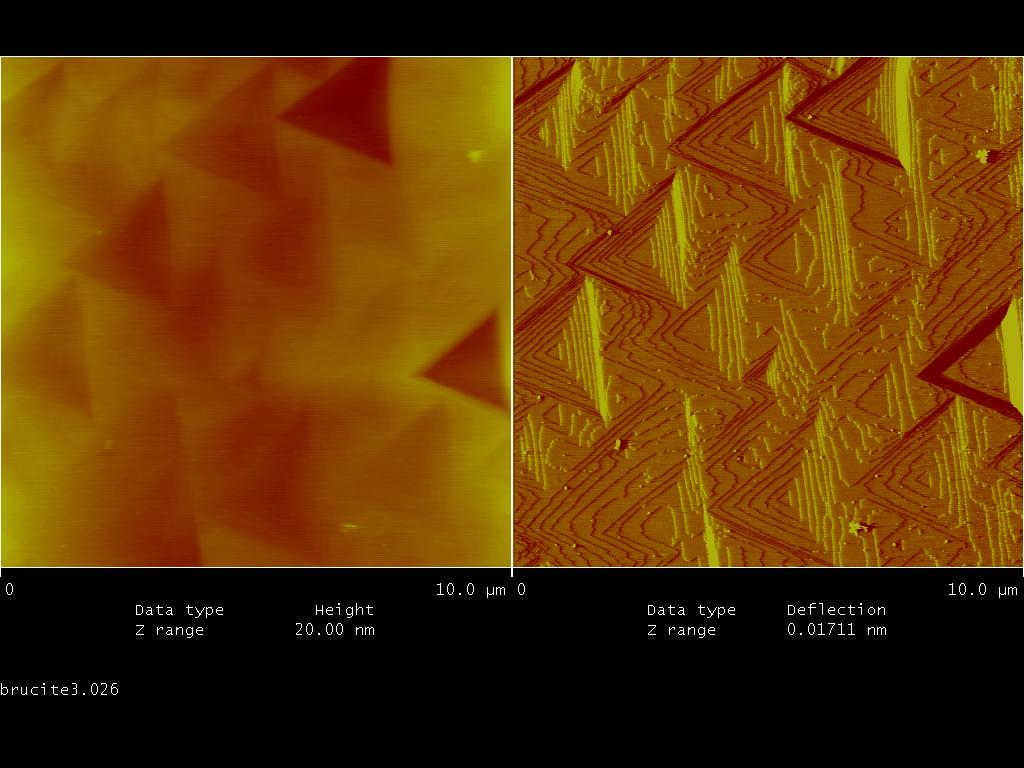 0 10.0 µm 0 10.0 µm
Data type Height Data type Deflection
Z range 20.00 nm Z range 0.01711 nm
brucite3.026